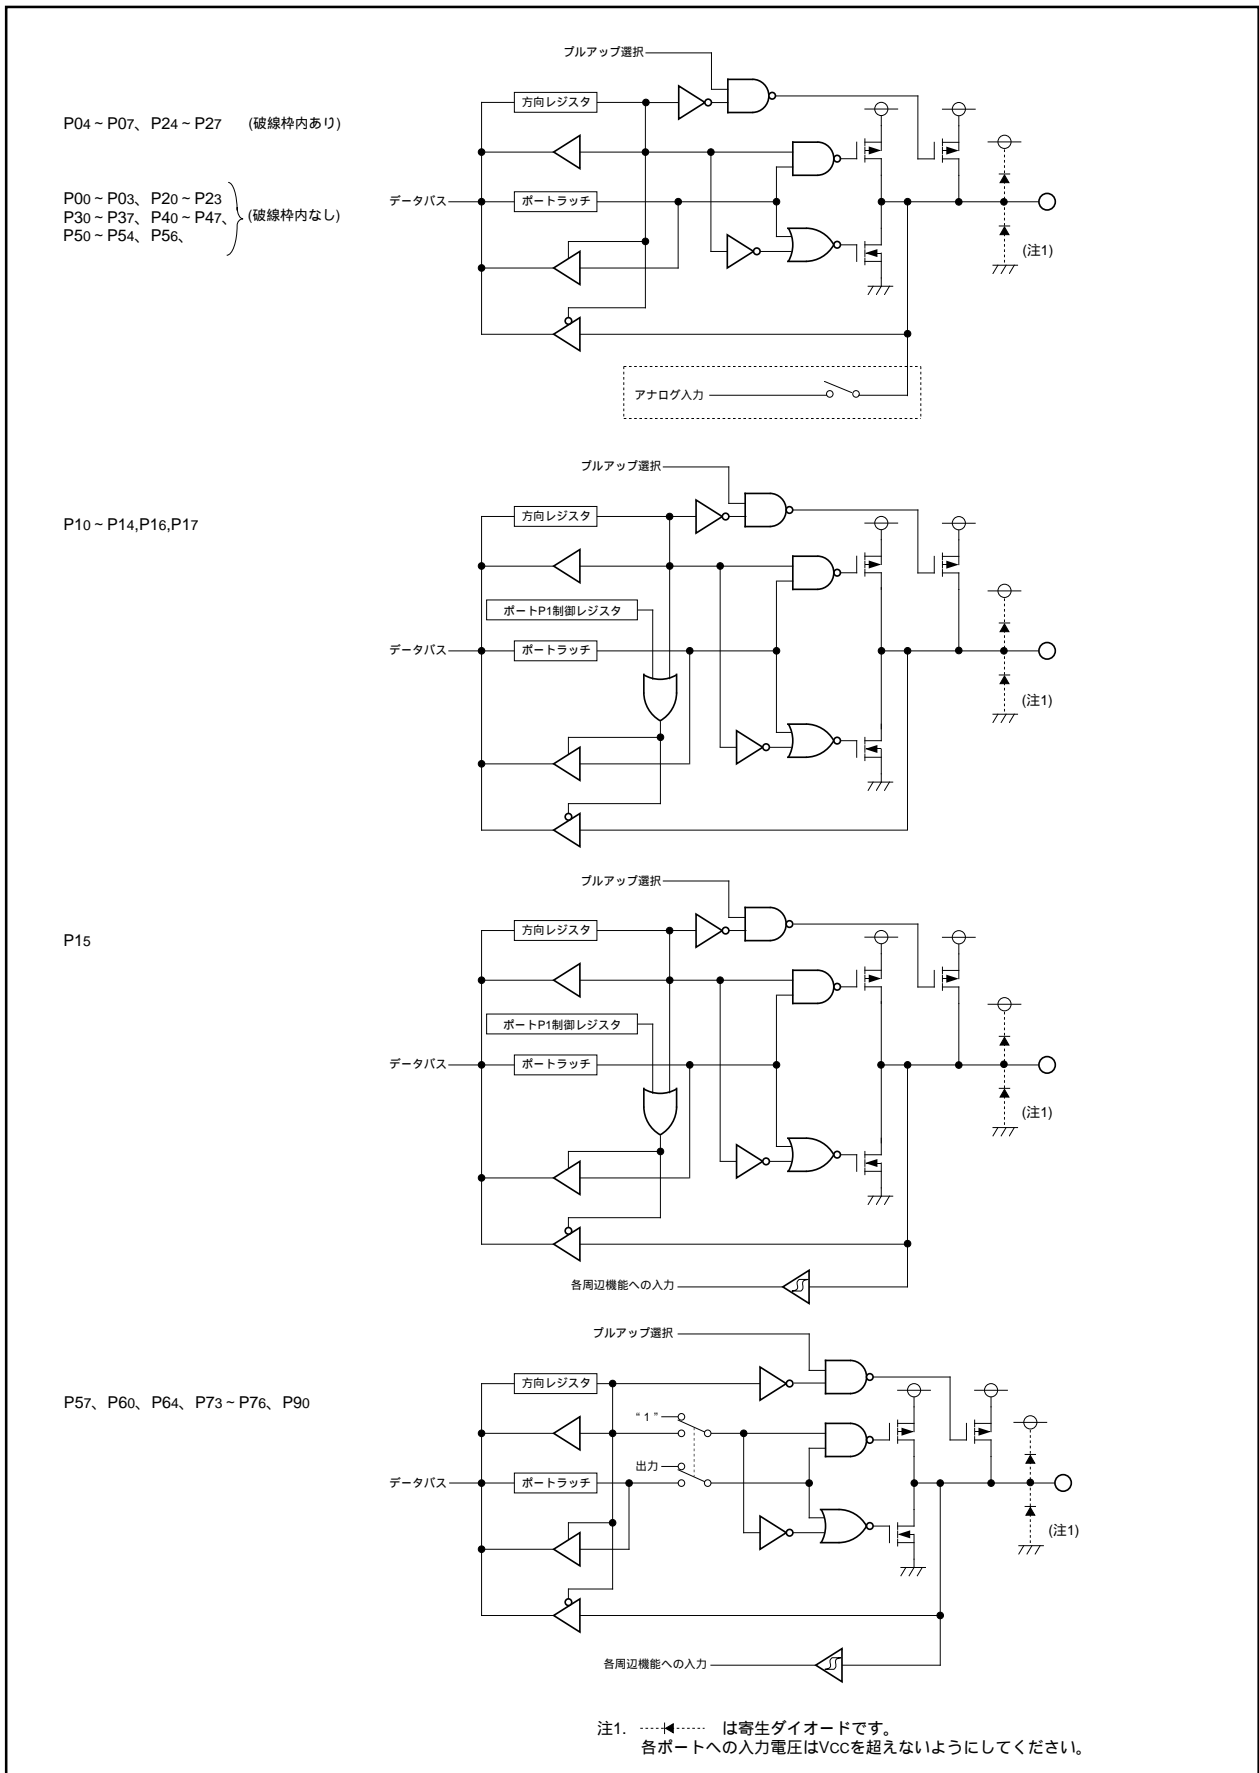 プルアップ選択
方向レジスタ
P04 ~ P07、P24 ~ P27 (破線枠内あり)
P00 ~ P03、P20 ~ P23
P30 ~ P37、P40 ~ P47、
P50 ~ P54、P56、
(破線枠内なし)
データバス
ポートラッチ
(注1)
アナログ入力
プルアップ選択
方向レジスタ
P10 ~ P14,P16,P17
ポートP1制御レジスタ
データバス
ポートラッチ
(注1)
プルアップ選択
方向レジスタ
P15
ポートP1制御レジスタ
データバス
ポートラッチ
(注1)
各周辺機能への入力
プルアップ選択
方向レジスタ
P57、P60、P64、P73 ~ P76、P90
"1"
出力
データバス
ポートラッチ
(注1)
各周辺機能への入力
注1. は寄生ダイオードです。
各ポートへの入力電圧はVCCを超えないようにしてください。